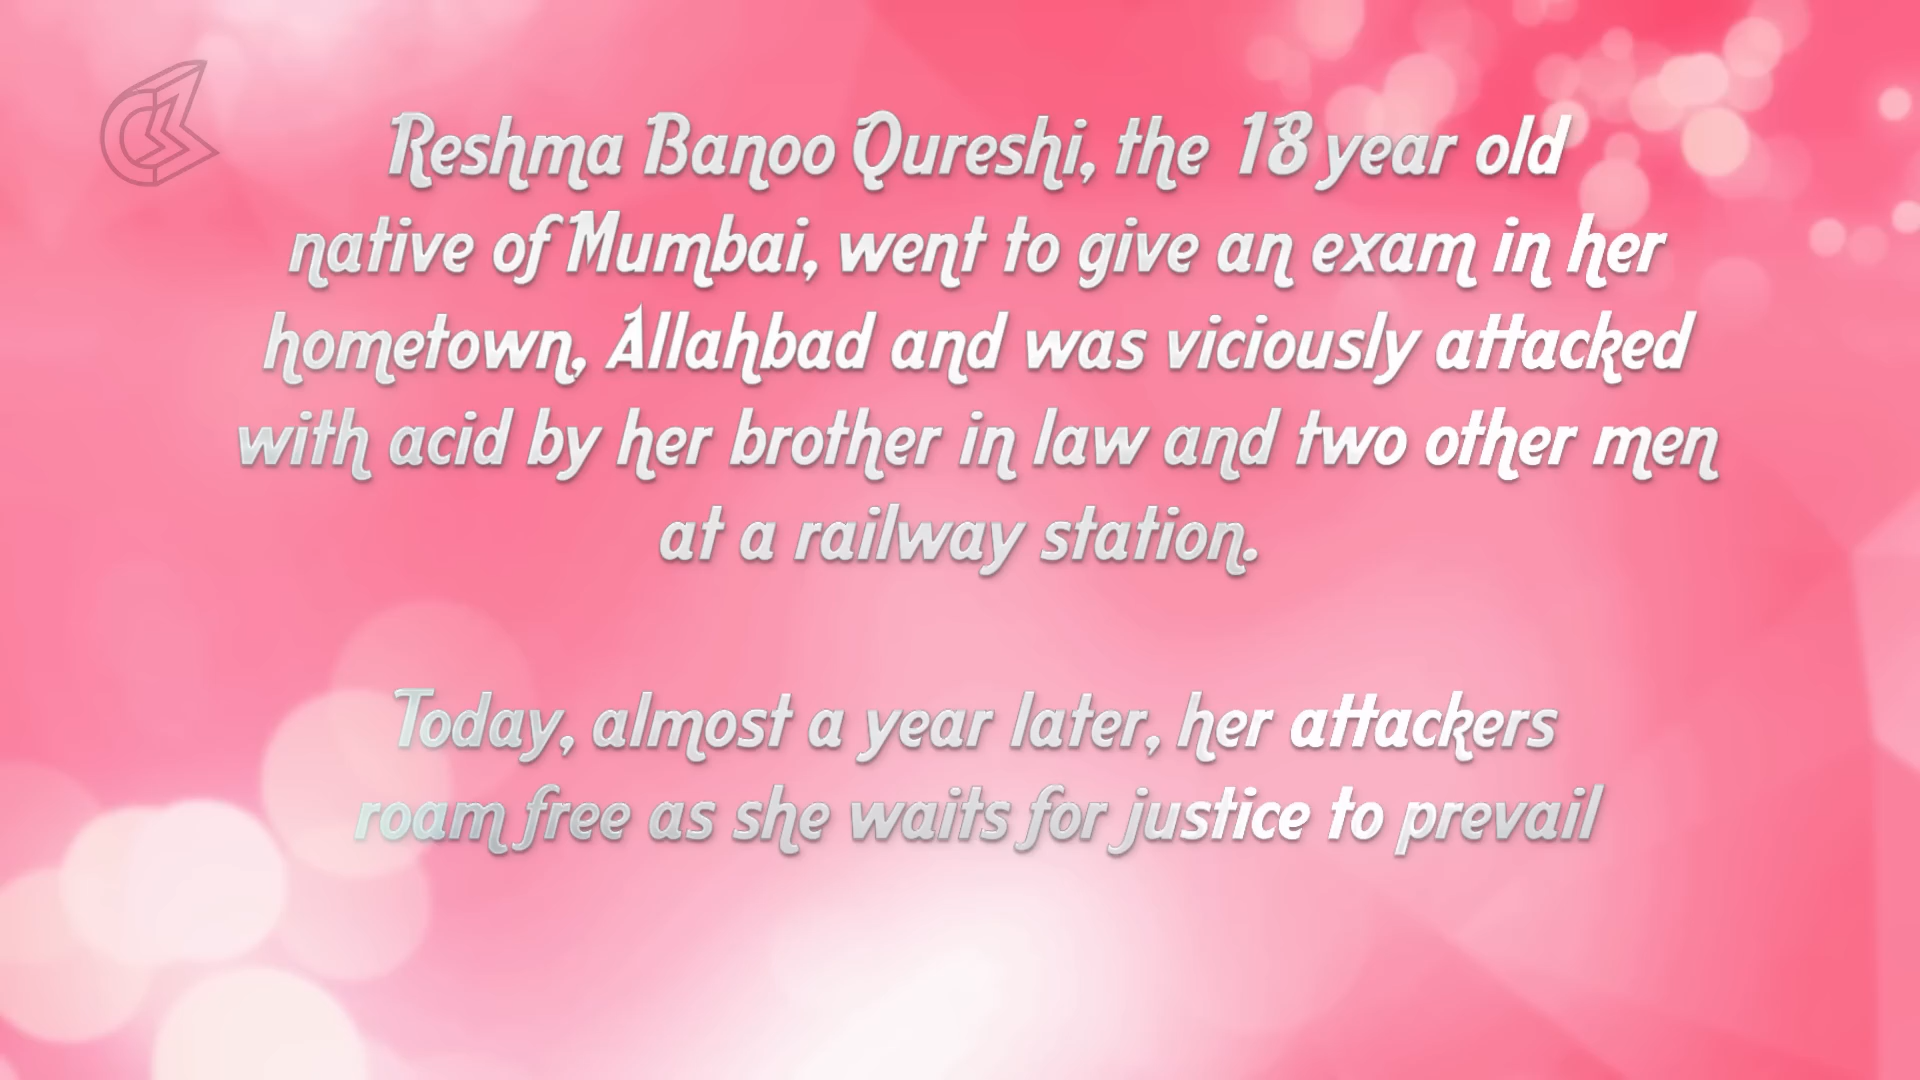 Reshma Banoo Qureshi, the 18 year old
native of Mumbai, went to give an exam in her
hometown, Allahbad and was viciously attacked
with acid by her brother in law and two other men
at a railway station.
Today, almost a year later, her attackers
roam free as she waits for justice to prevail